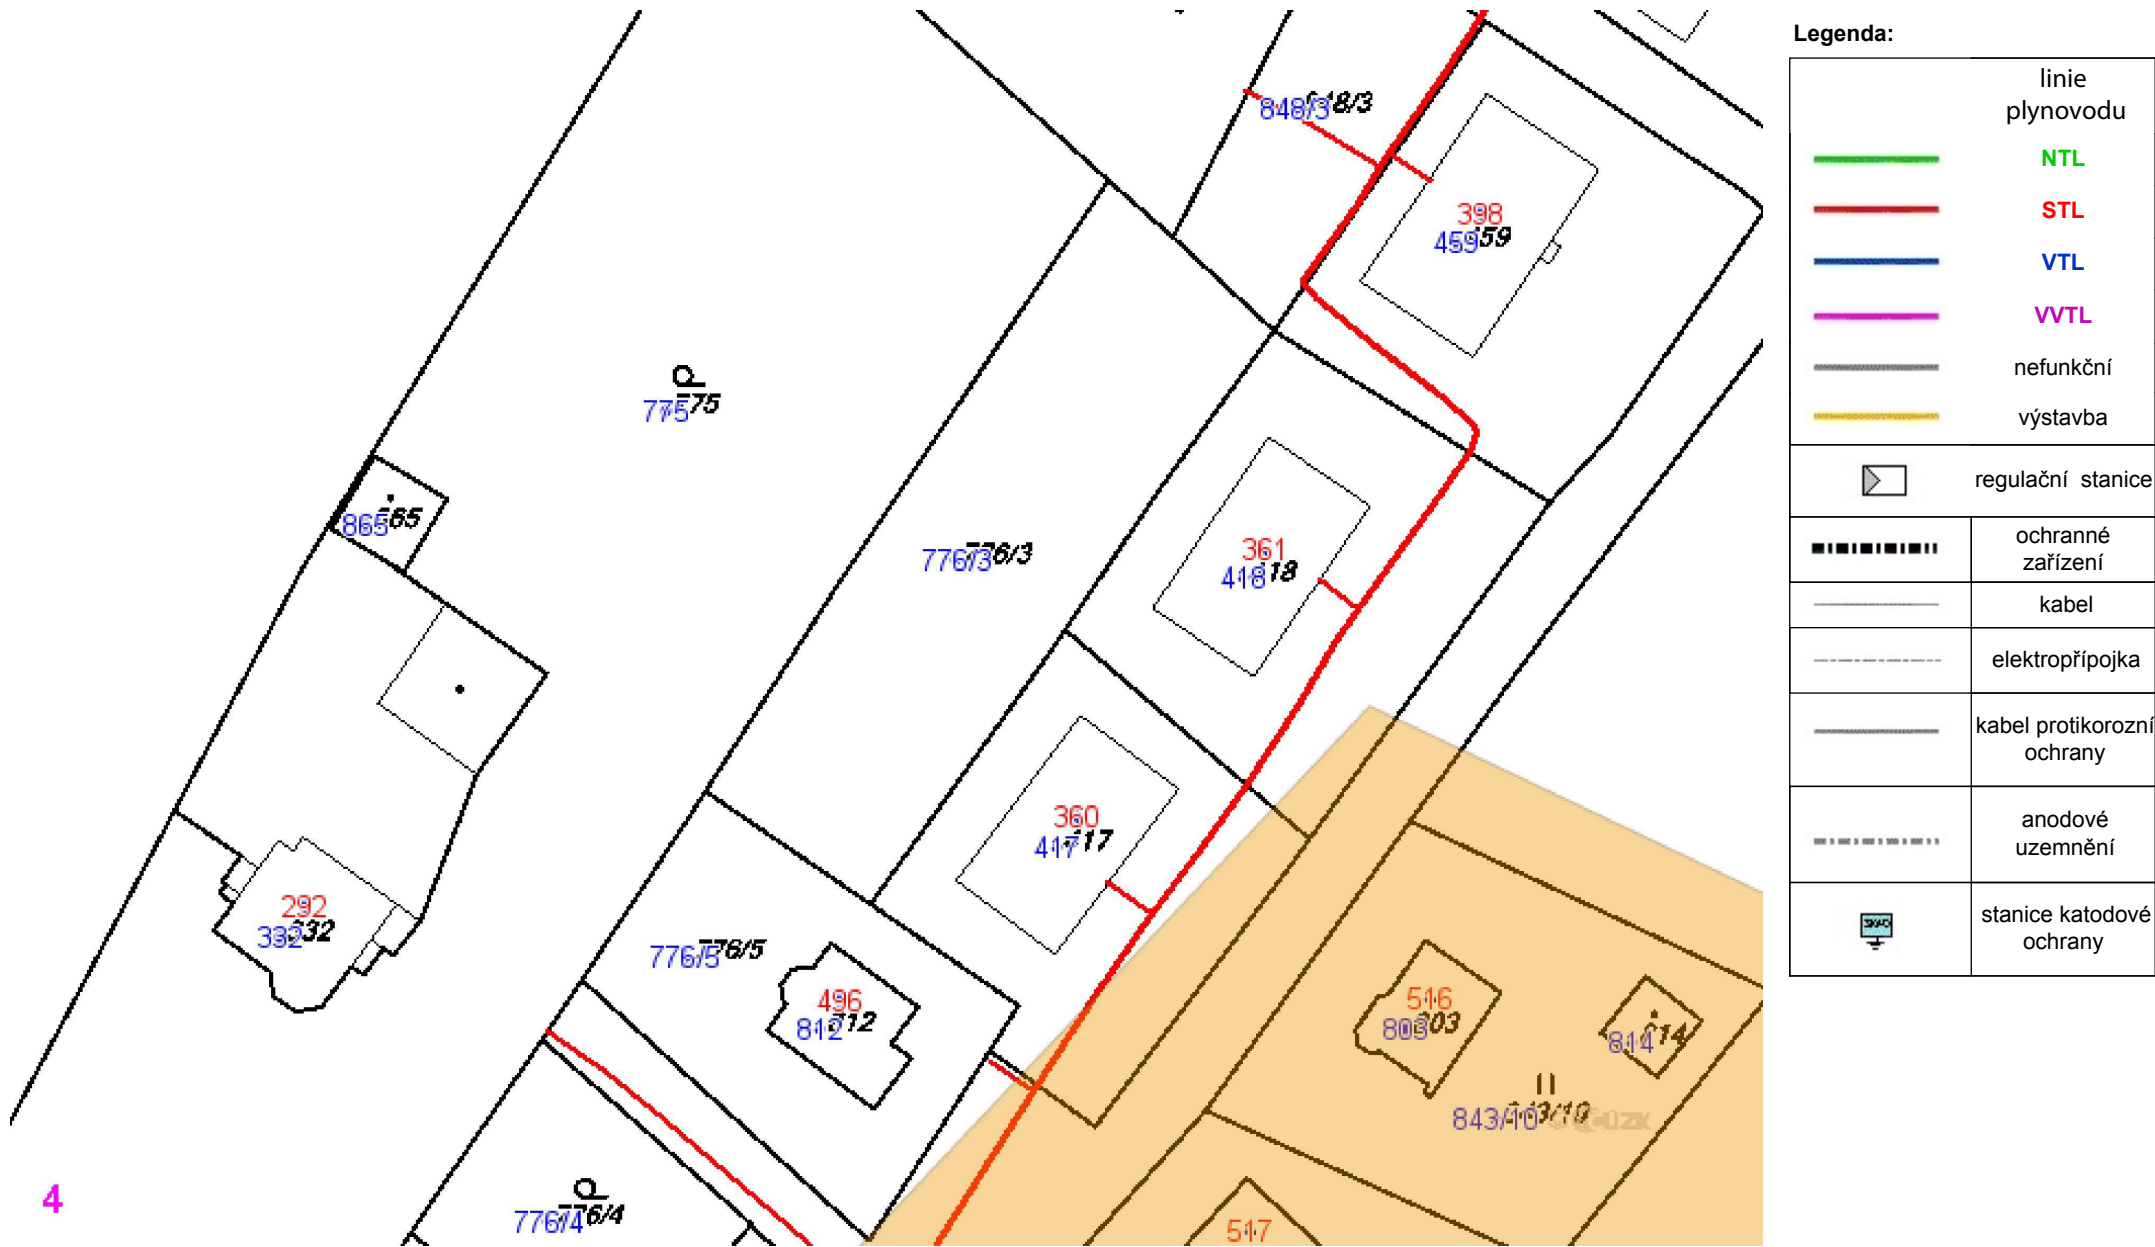 848/3
398
459
775
865
776/3
361
418
360
417
292
332
776/5
496
812
516
803
814
843/10
776/4
517
4
Legenda:
linie
plynovodu
NTL
STL
VTL
VVTL
nefunkční
výstavba
regulační stanice
ochranné
zařízení
kabel
elektropřípojka
kabel protikorozní
ochrany
anodové
uzemnění
stanice katodové
ochrany